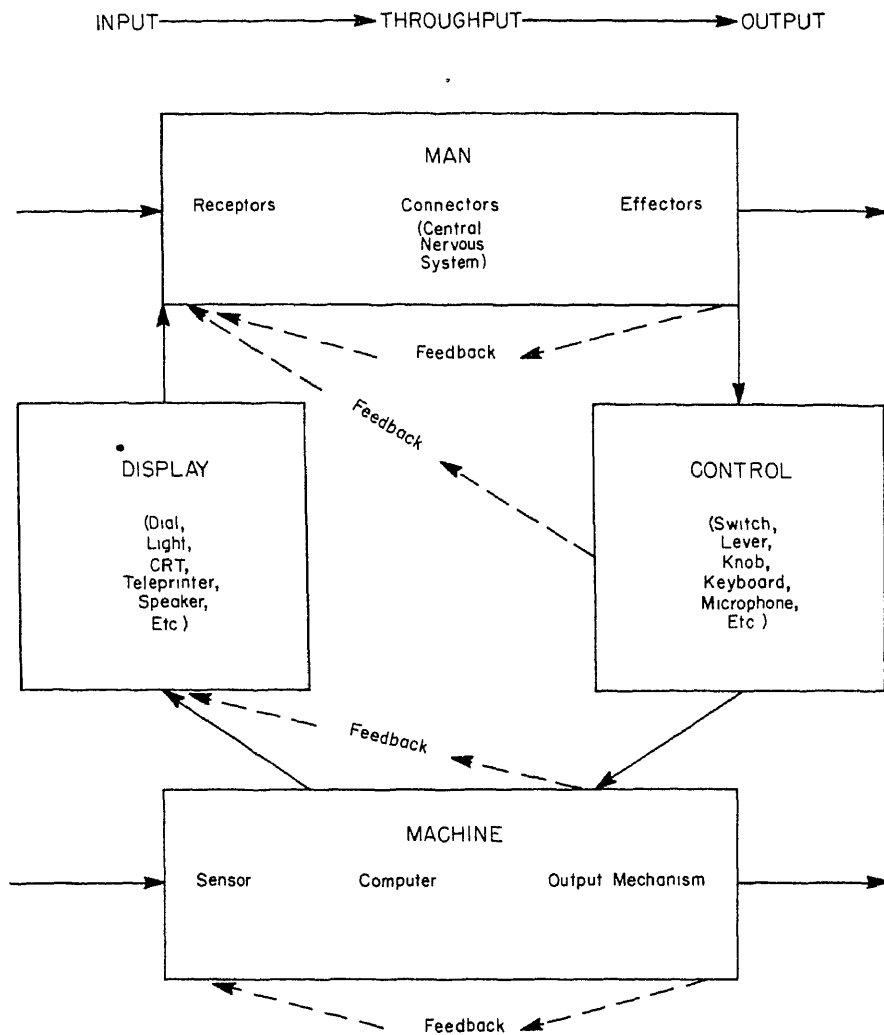 INPUT THROUGHPUT OUTPUT
MAN
Receptors Connectors Effectors
(Central
Nervous
System)
Feedback
Feedback
DISPLAY
(Dial,
Light,
CRT,
Teleprinter,
Speaker,
Etc )
CONTROL
(Switch,
Lever,
Knob,
Keyboard,
Microphone,
Etc )
Feedback
MACHINE
Sensor Computer Output Mechanism
Feedback